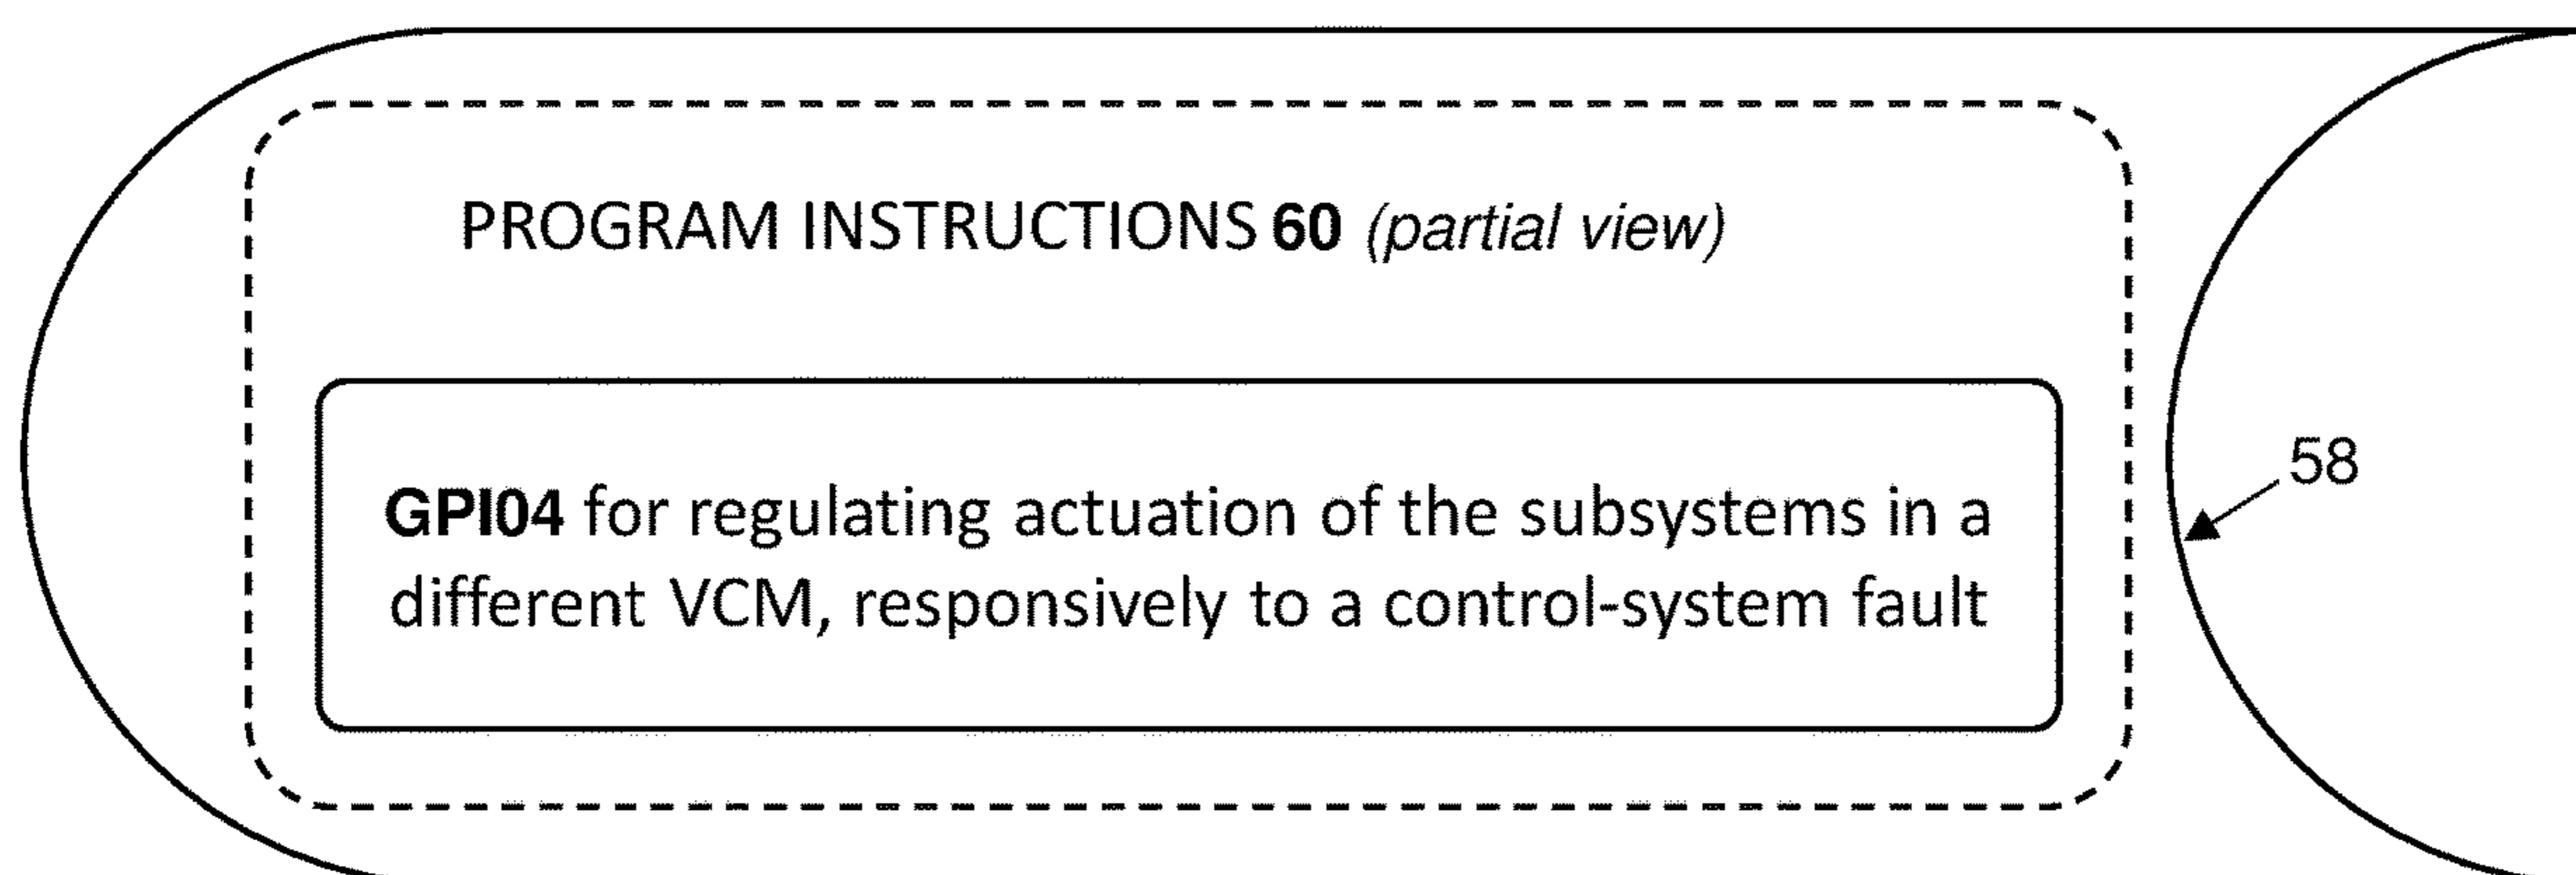 PROGRAM INSTRUCTIONS 60 (partial view)
GPI04 for regulating actuation of the subsystems in a
different VCM, responsively to a control-system fault
58